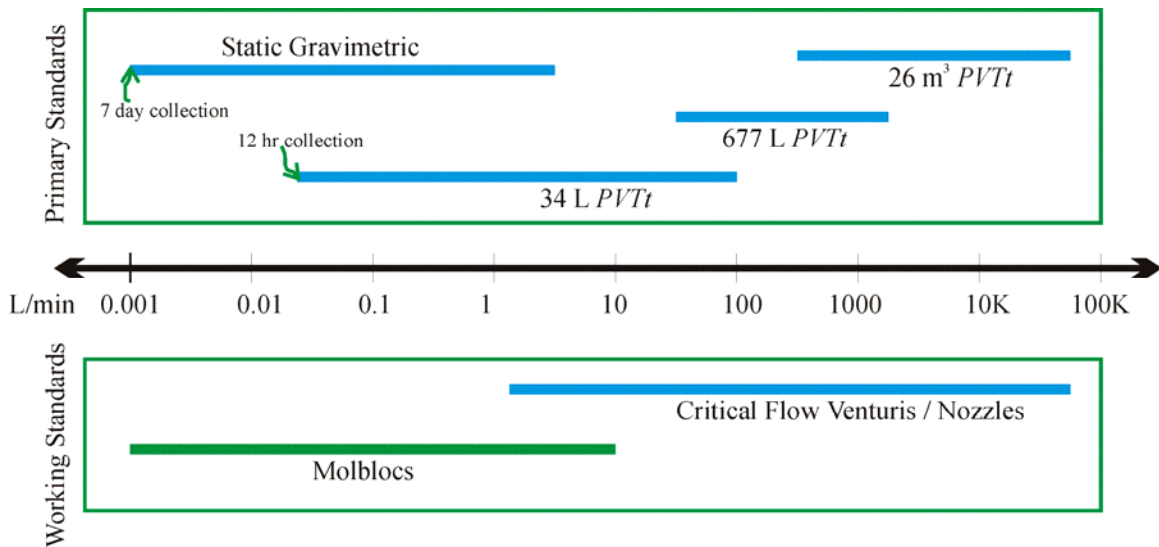 Primary Standards
Static Gravimetric
7 day collection
12 hr collection
34 L PVTt
677 L PVTt
26 m³ PVTt
L/min 0.001 0.01 0.1 1 10 100 1000 10K 100K
Working Standards
Critical Flow Venturis / Nozzles
Molblocs